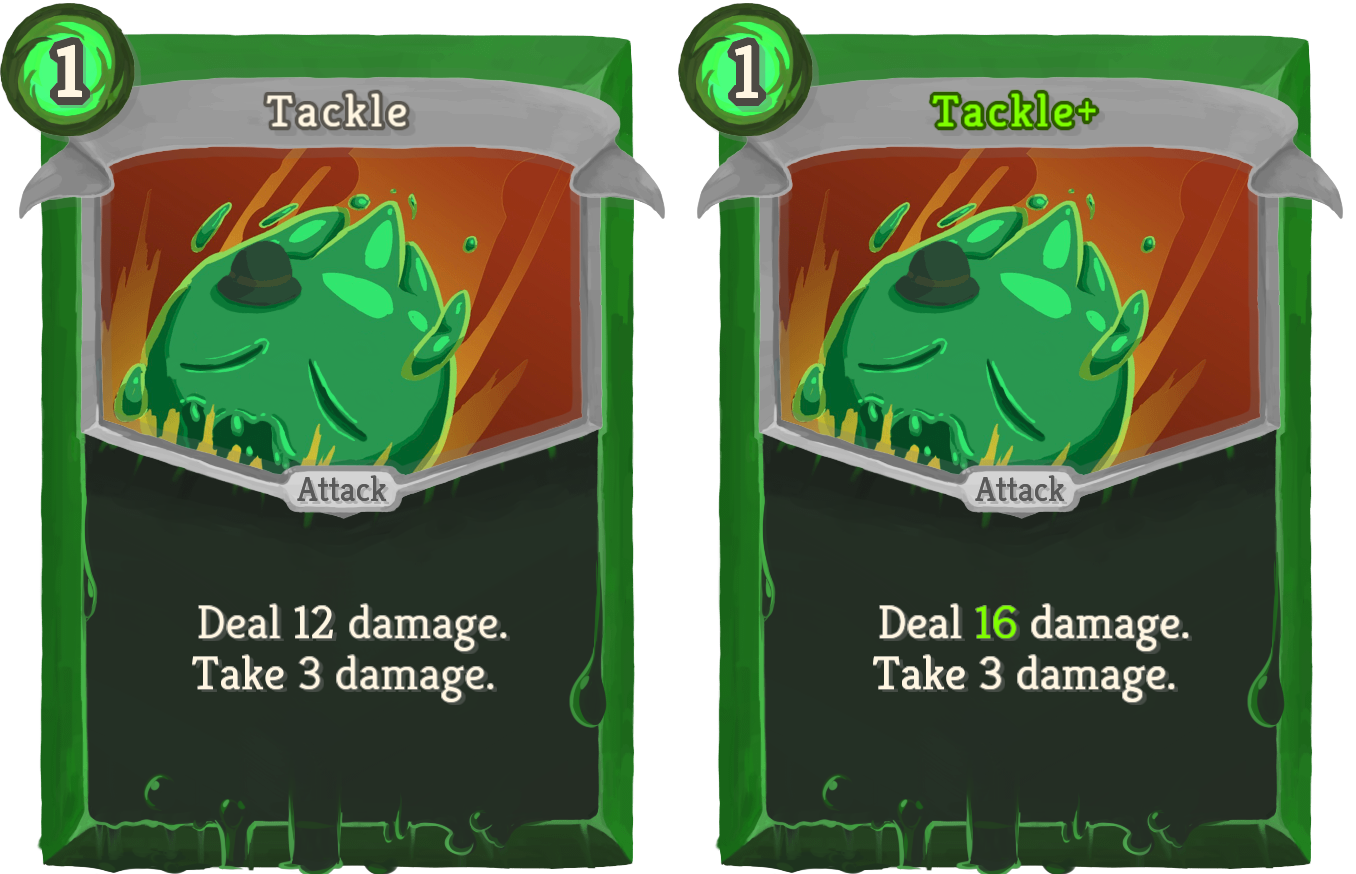 1
Tackle
Attack
Deal 12 damage.
Take 3 damage.
1
Tackle+
Attack
Deal 16 damage.
Take 3 damage.